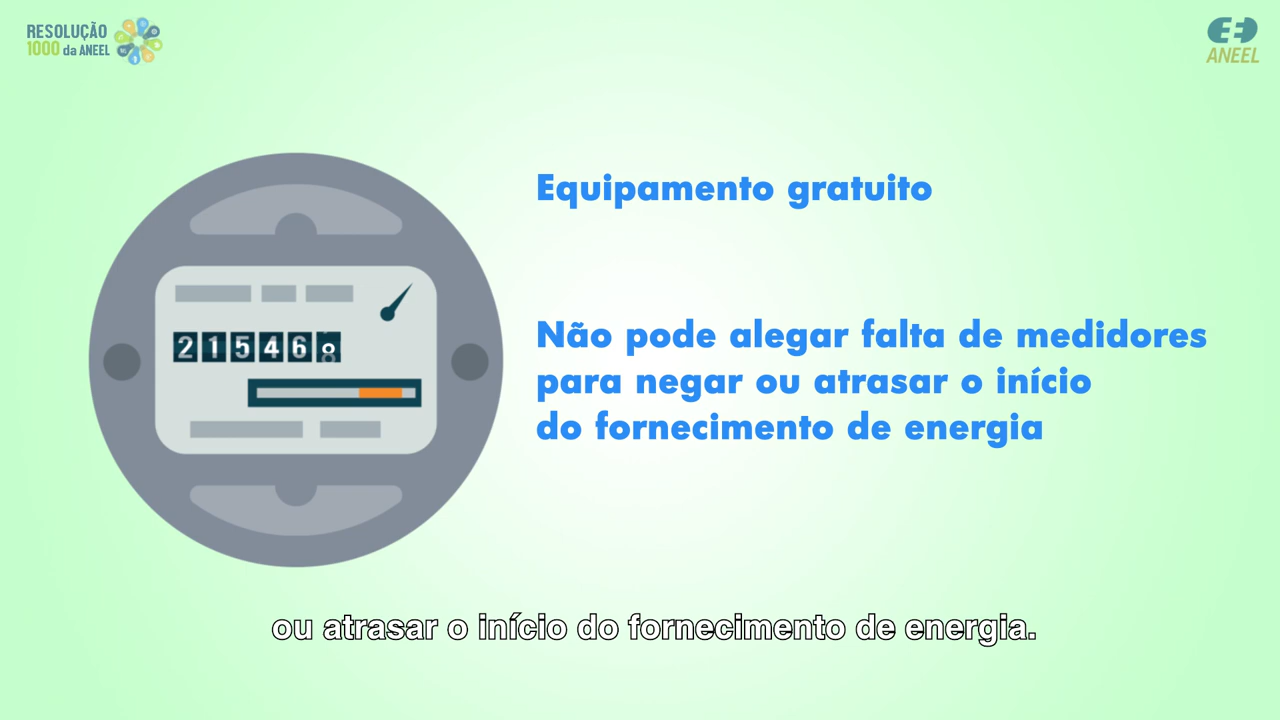 RESOLUÇÃO
1000 da ANEEL
ANEEL
Equipamento gratuito
Não pode alegar falta de medidores
para negar ou atrasar o início
do fornecimento de energia
215468
ou atrasar o início do fornecimento de energia.